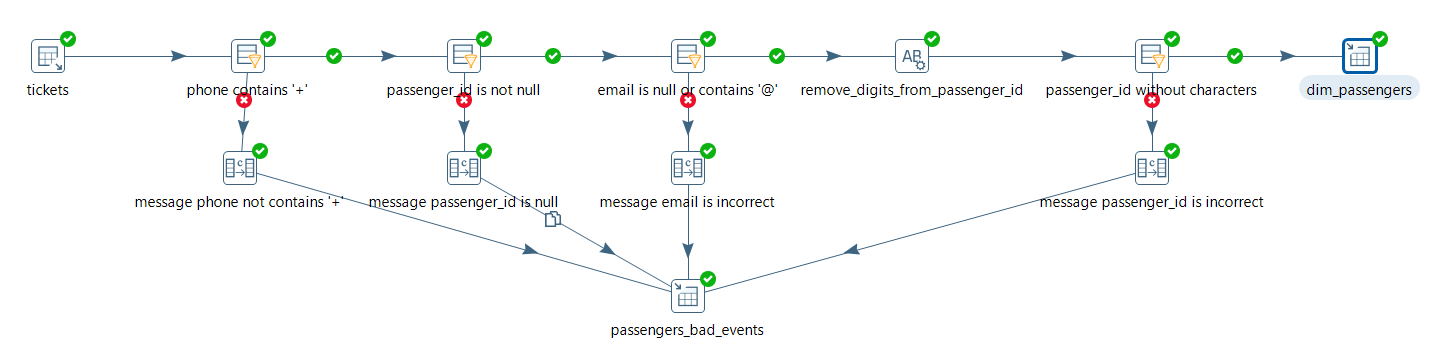 tickets
phone contains '+'
passenger_id is not null
email is null or contains '@'
remove_digits_from_passenger_id
passenger_id without characters
dim_passengers
message phone not contains '+'
message passenger_id is null
message email is incorrect
message passenger_id is incorrect
passengers_bad_events